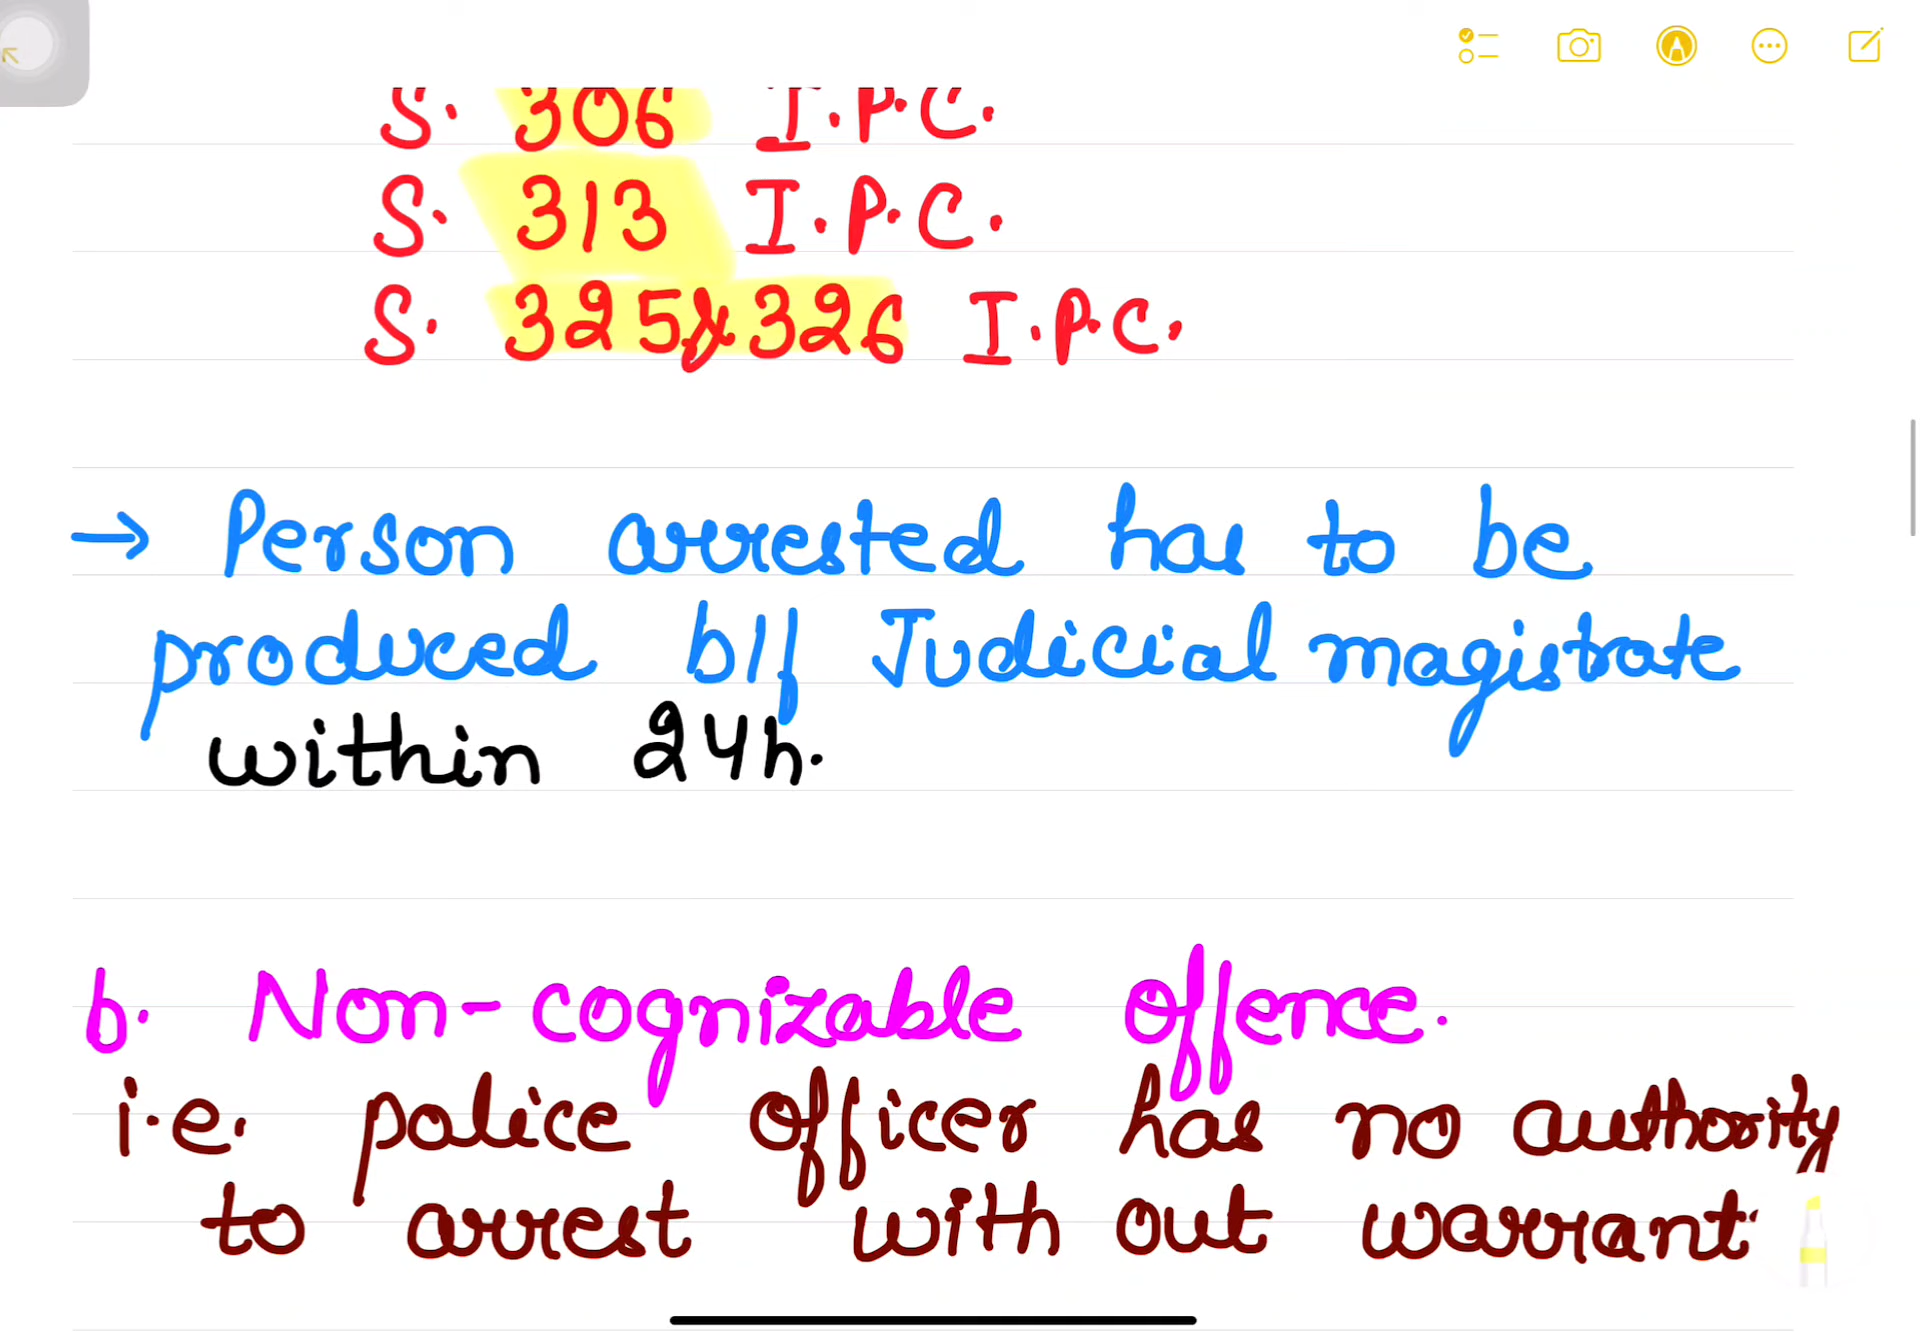 S. 306 I.P.C.
S. 313 I.P.C.
S. 325 & 326 I.P.C.
→ Person arrested has to be
produced b/f Judicial magistrate
within 24h.
b. Non-cognizable offence.
i.e. police officer has no authority
to arrest with out warrant